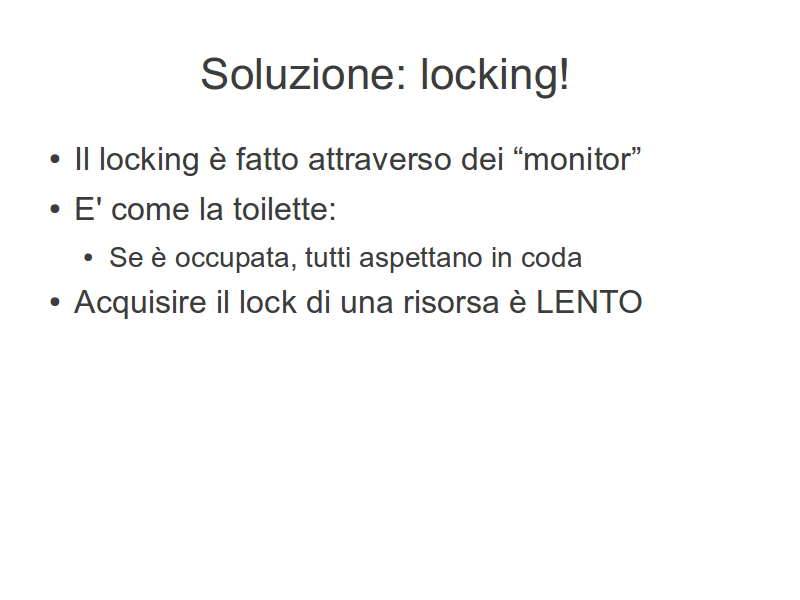 Soluzione: locking!
● Il locking è fatto attraverso dei “monitor”
● E' come la toilette:
● Se è occupata, tutti aspettano in coda
● Acquisire il lock di una risorsa è LENTO